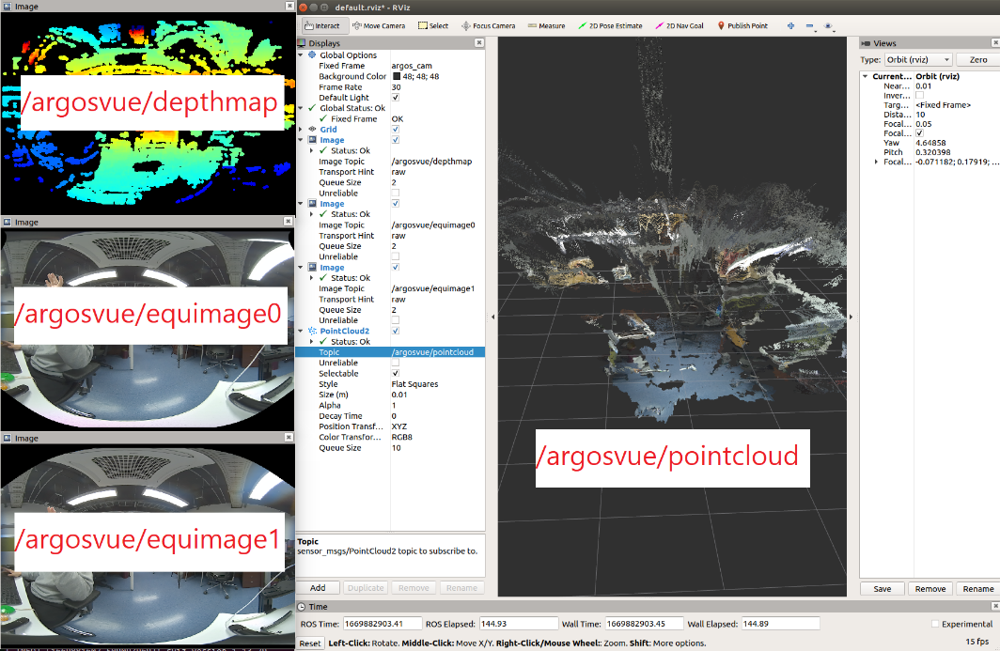 Image
/argosvue/depthmap
Image
/argosvue/equimage0
Image
/argosvue/equimage1
default.rviz* - RViz
Interact Move Camera Select Focus Camera Measure 2D Pose Estimate 2D Nav Goal Publish Point
Displays
Global Options
Fixed Frame argos_cam
Background Color 48; 48; 48
Frame Rate 30
Default Light
Global Status: Ok
Fixed Frame OK
Grid
Image
Status: Ok
Image Topic /argosvue/depthmap
Transport Hint raw
Queue Size 2
Unreliable
Image
Status: Ok
Image Topic /argosvue/equimage0
Transport Hint raw
Queue Size 2
Unreliable
Image
Status: Ok
Image Topic /argosvue/equimage1
Transport Hint raw
Queue Size 2
Unreliable
PointCloud2
Status: Ok
Topic /argosvue/pointcloud
Unreliable
Selectable
Style Flat Squares
Size (m) 0.01
Alpha 1
Decay Time 0
Position Transf... XYZ
Color Transfor... RGB8
Queue Size 10
Topic
sensor_msgs/PointCloud2 topic to subscribe to.
Add Duplicate Remove Rename
/argosvue/pointcloud
Views
Type: Orbit (rviz) Zero
Current... Orbit (rviz)
Near... 0.01
Inver...
Targ... <Fixed Frame>
Dista... 10
Focal... 0.05
Focal...
Yaw 4.64858
Pitch 0.320398
Focal... -0.071182; 0.17919; ...
Save Remove Rename
Time
ROS Time: 1669882903.41 ROS Elapsed: 144.93 Wall Time: 1669882903.45 Wall Elapsed: 144.89 Experimental
Reset Left-Click: Rotate. Middle-Click: Move X/Y. Right-Click/Mouse Wheel:: Zoom. Shift: More options. 15 fps